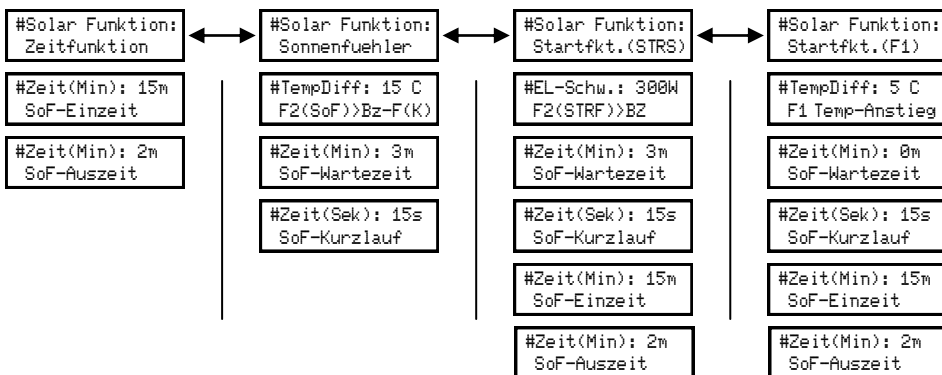 #Solar Funktion:
Zeitfunktion
#Zeit(Min): 15m
SoF-Einzeit
#Zeit(Min): 2m
SoF-Auszeit
#Solar Funktion:
Sonnenfuehler
#TempDiff: 15 C
F2(SoF)>>Bz-F(K)
#Zeit(Min): 3m
SoF-Wartezeit
#Zeit(Sek): 15s
SoF-Kurzlauf
#Solar Funktion:
Startfkt.(STRS)
#EL-Schw.: 300W
F2(STRF)>>BZ
#Zeit(Min): 3m
SoF-Wartezeit
#Zeit(Sek): 15s
SoF-Kurzlauf
#Zeit(Min): 15m
SoF-Einzeit
#Zeit(Min): 2m
SoF-Auszeit
#Solar Funktion:
Startfkt.(F1)
#TempDiff: 5 C
F1 Temp-Anstieg
#Zeit(Min): 0m
SoF-Wartezeit
#Zeit(Sek): 15s
SoF-Kurzlauf
#Zeit(Min): 15m
SoF-Einzeit
#Zeit(Min): 2m
SoF-Auszeit